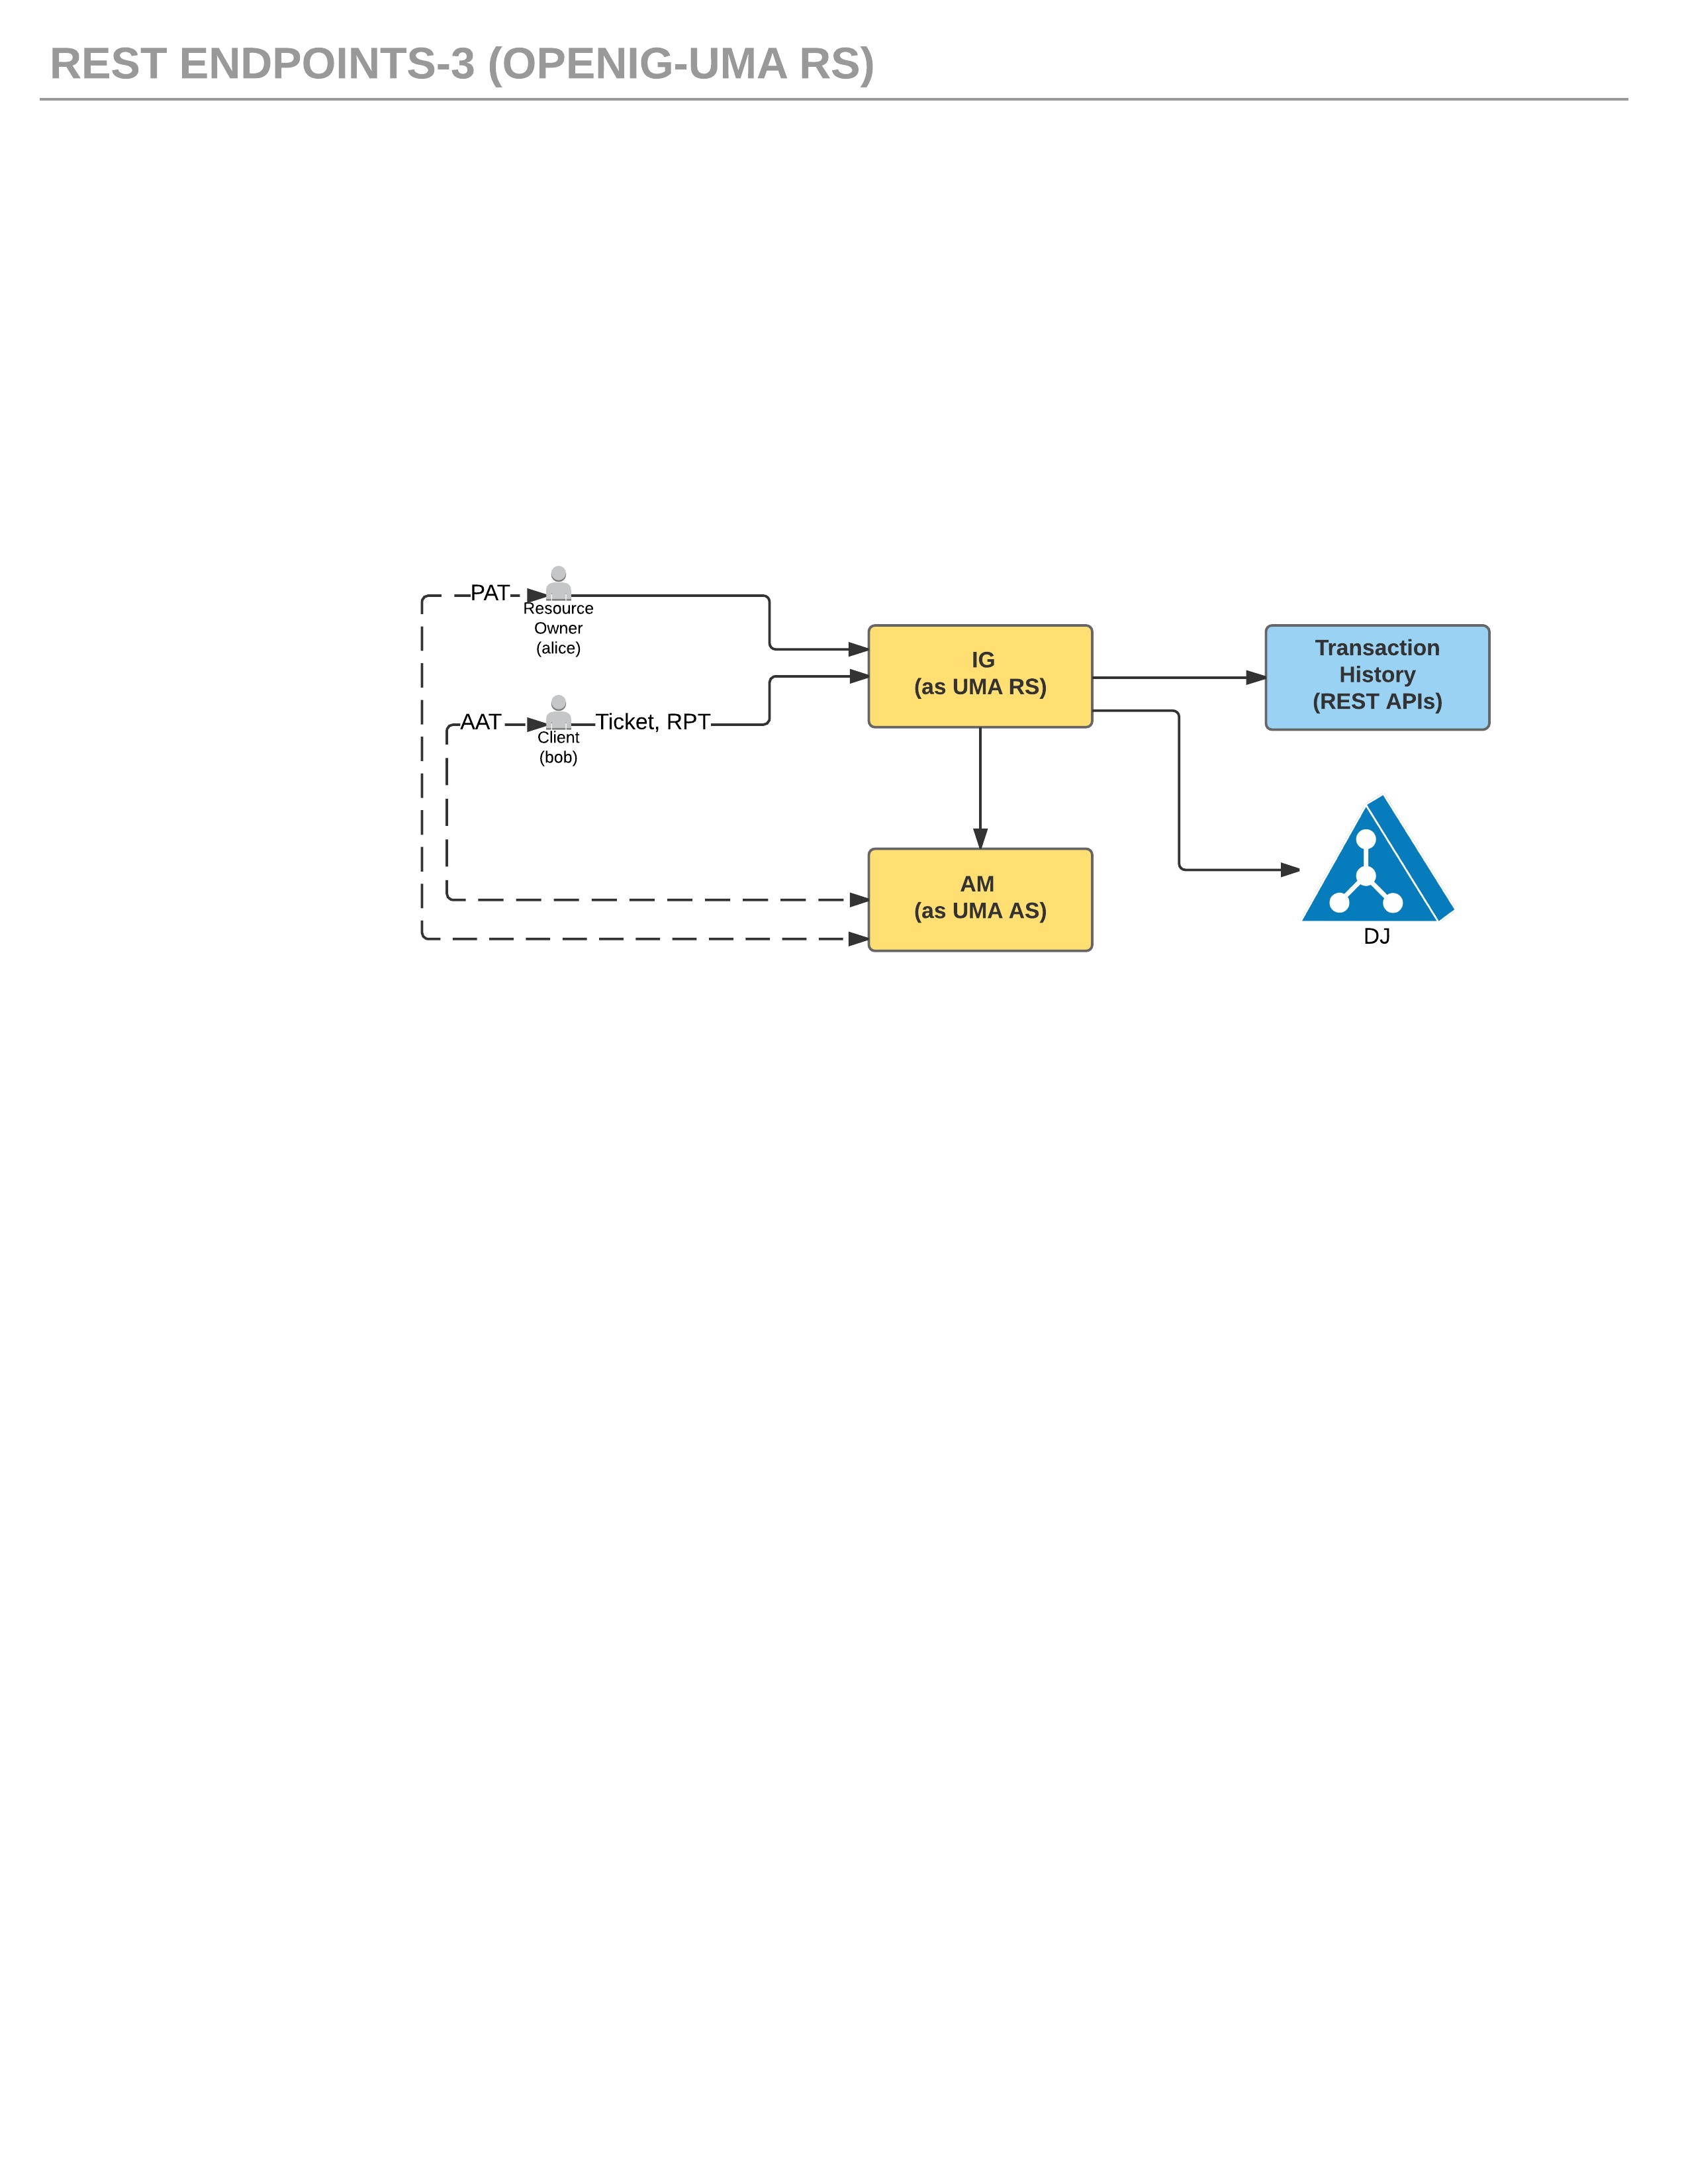 REST ENDPOINTS-3 (OPENIG-UMA RS)
PAT
Resource
Owner
(alice)
AAT
Client
(bob)
Ticket, RPT
IG
(as UMA RS)
Transaction
History
(REST APIs)
AM
(as UMA AS)
DJ